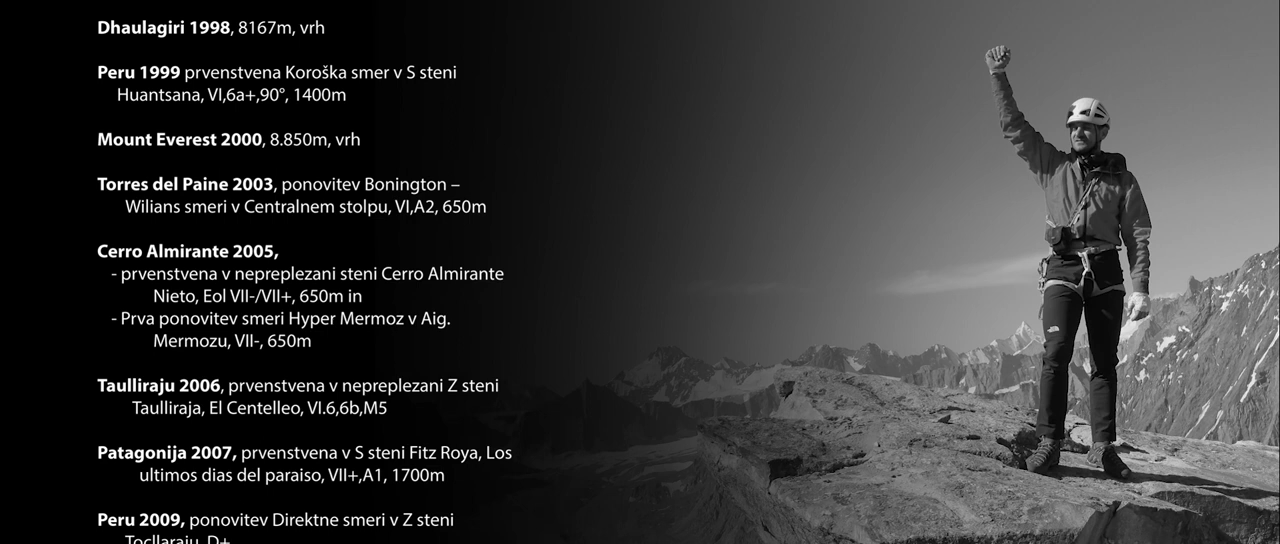 Dhaulagiri 1998, 8167m, vrh
Peru 1999 prvenstvena Koroška smer v S steni
Huantsana, VI,6a+,90°, 1400m
Mount Everest 2000, 8.850m, vrh
Torres del Paine 2003, ponovitev Bonington –
Wilians smeri v Centralnem stolpu, VI,A2, 650m
Cerro Almirante 2005,
- prvenstvena v nepreplezani steni Cerro Almirante
Nieto, Eol VII-/VII+, 650m in
- Prva ponovitev smeri Hyper Mermoz v Aig.
Mermozu, VII-, 650m
Taulliraju 2006, prvenstvena v nepreplezani Z steni
Taulliraja, El Centelleo, VI.6,6b,M5
Patagonija 2007, prvenstvena v S steni Fitz Roya, Los
ultimos dias del paraiso, VII+,A1, 1700m
Peru 2009, ponovitev Direktne smeri v Z steni
Tocllaraju, D+